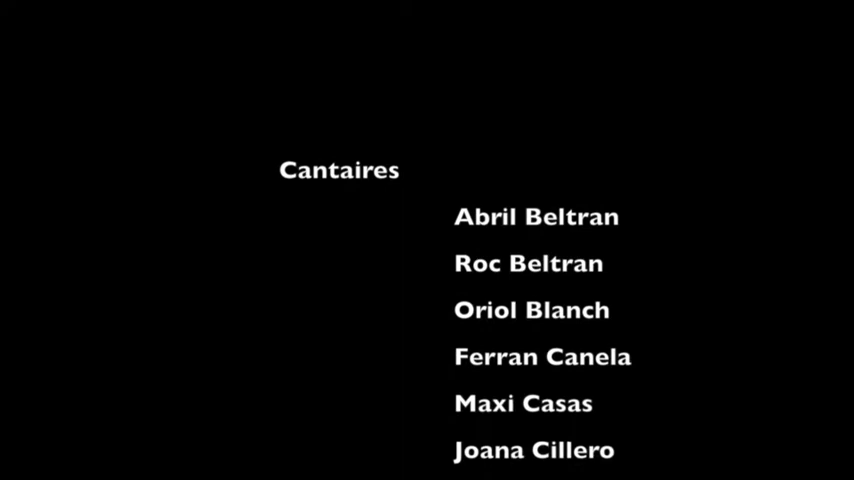 Cantaires
Abril Beltran
Roc Beltran
Oriol Blanch
Ferran Canela
Maxi Casas
Joana Cillero